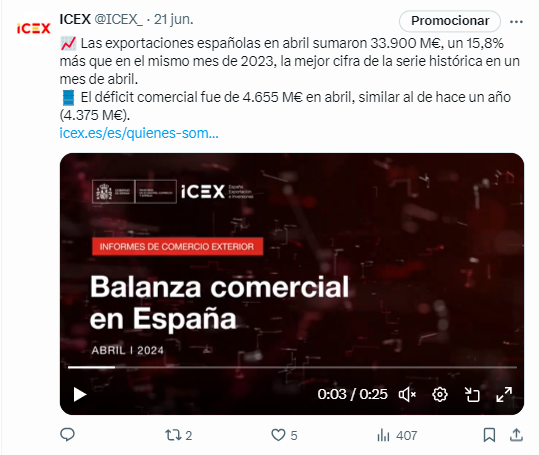 ICEX @ICEX_ · 21 jun.
Promocionar
iCEX
📈 Las exportaciones españolas en abril sumaron 33.900 M€, un 15,8%
más que en el mismo mes de 2023, la mejor cifra de la serie histórica en un
mes de abril.
📘 El déficit comercial fue de 4.655 M€ en abril, similar al de hace un año
(4.375 M€).
icex.es/es/quienes-som...
iCEX
España
Exportación
e Inversiones
INFORMES DE COMERCIO EXTERIOR
Balanza comercial
en España
ABRIL | 2024
0:03 / 0:25
2
5
407